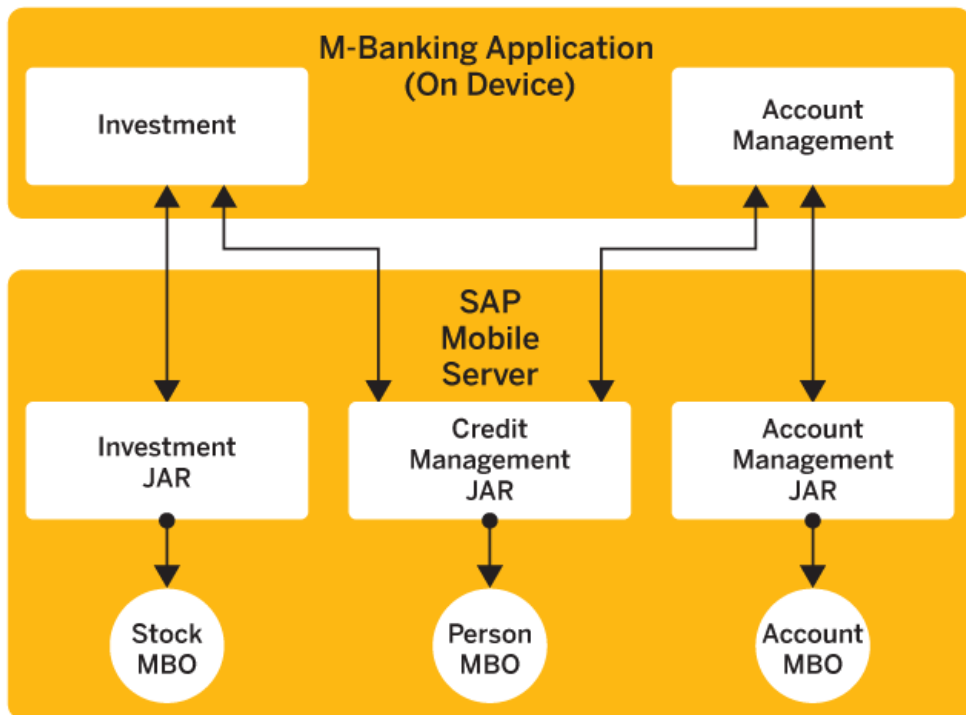 M-Banking Application
(On Device)
Investment
Account
Management
SAP
Mobile
Server
Investment
JAR
Credit
Management
JAR
Account
Management
JAR
Stock
MBO
Person
MBO
Account
MBO